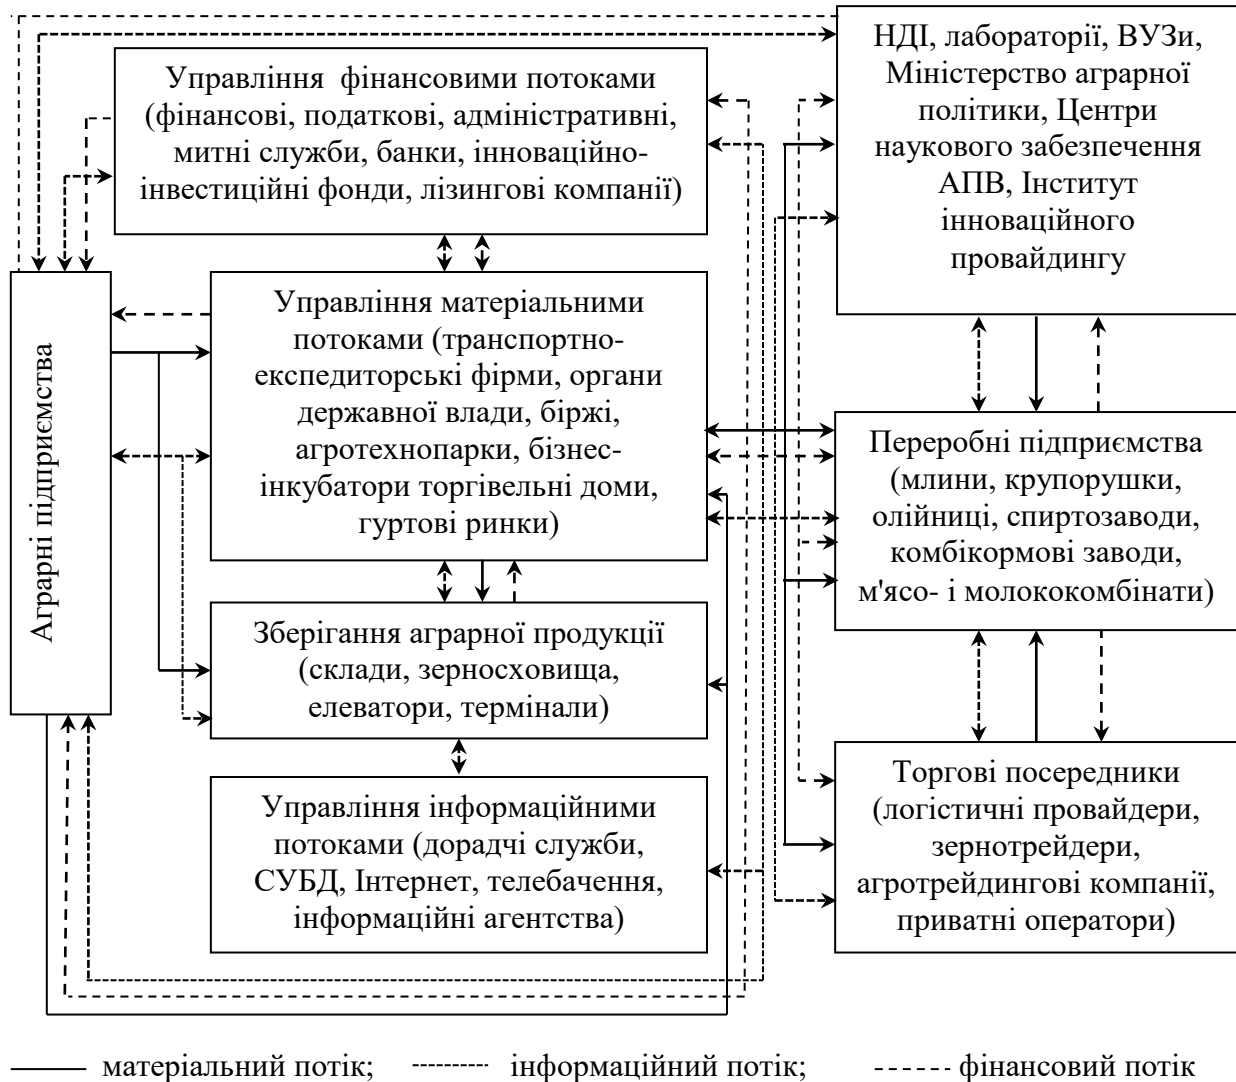 Управління фінансовими потоками
(фінансові, податкові, адміністративні,
митні служби, банки, інноваційно-
інвестиційні фонди, лізингові компанії)
НДІ, лабораторії, ВУЗи,
Міністерство аграрної
політики, Центри
наукового забезпечення
АПВ, Інститут
інноваційного
провайдингу
Аграрні підприємства
Управління матеріальними
потоками (транспортно-
експедиторські фірми, органи
державної влади, біржі,
агротехнопарки, бізнес-
інкубатори торгівельні доми,
гуртові ринки)
Переробні підприємства
(млини, крупорушки,
олійниці, спиртозаводи,
комбікормові заводи,
м'ясо- і молококомбінати)
Зберігання аграрної продукції
(склади, зерносховища,
елеватори, термінали)
Управління інформаційними
потоками (дорадчі служби,
СУБД, Інтернет, телебачення,
інформаційні агентства)
Торгові посередники
(логістичні провайдери,
зернотрейдери,
агротрейдингові компанії,
приватні оператори)
матеріальний потік; інформаційний потік; фінансовий потік